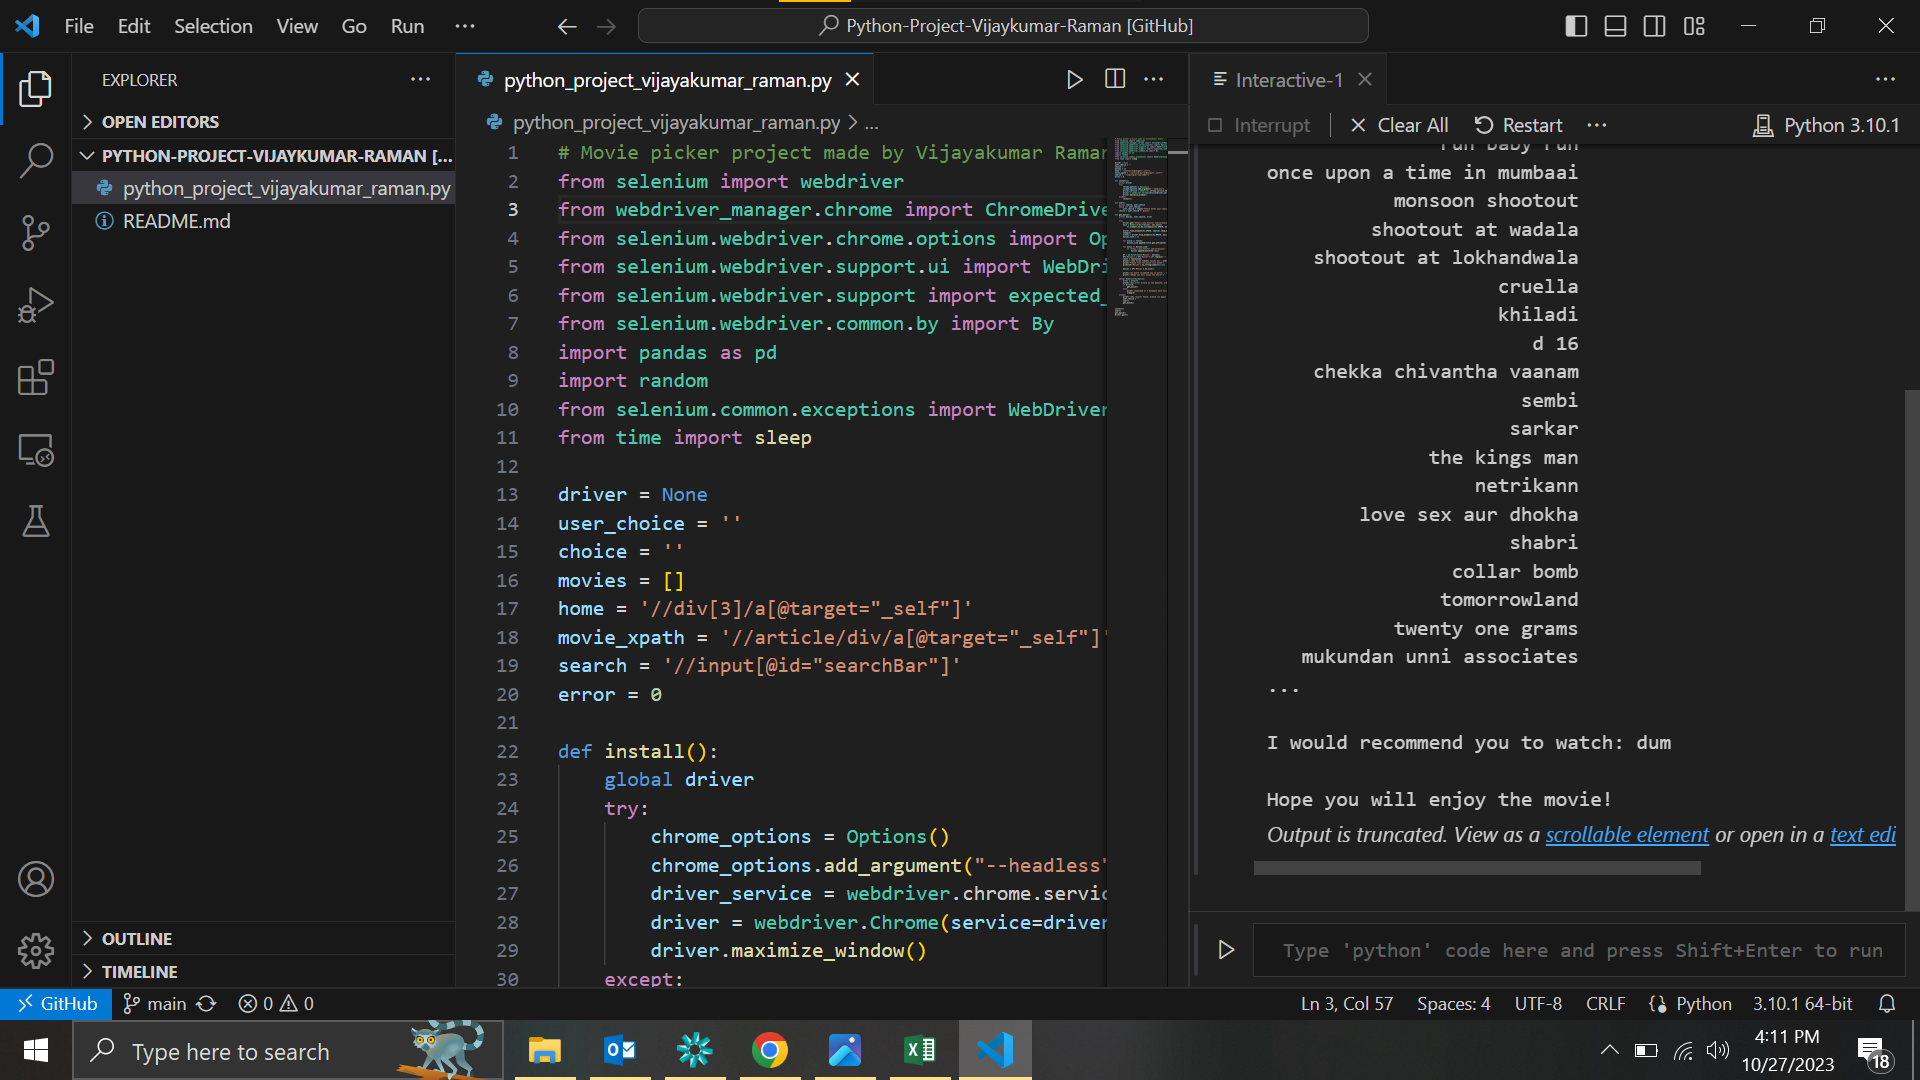 File Edit Selection View Go Run ···
Python-Project-Vijaykumar-Raman [GitHub]
EXPLORER
OPEN EDITORS
PYTHON-PROJECT-VIJAYKUMAR-RAMAN [...
python_project_vijayakumar_raman.py
README.md
OUTLINE
TIMELINE
python_project_vijayakumar_raman.py
python_project_vijayakumar_raman.py > ...
1 # Movie picker project made by Vijayakumar Raman
2 from selenium import webdriver
3 from webdriver_manager.chrome import ChromeDrive
4 from selenium.webdriver.chrome.options import Op
5 from selenium.webdriver.support.ui import WebDri
6 from selenium.webdriver.support import expected_
7 from selenium.webdriver.common.by import By
8 import pandas as pd
9 import random
10 from selenium.common.exceptions import WebDriver
11 from time import sleep
12
13 driver = None
14 user_choice = ''
15 choice = ''
16 movies = []
17 home = '//div[3]/a[@target="_self"]'
18 movie_xpath = '//article/div/a[@target="_self"]'
19 search = '//input[@id="searchBar"]'
20 error = 0
21
22 def install():
23 global driver
24 try:
25 chrome_options = Options()
26 chrome_options.add_argument("--headless"
27 driver_service = webdriver.chrome.servic
28 driver = webdriver.Chrome(service=driver
29 driver.maximize_window()
30 except:
Interactive-1
Interrupt Clear All Restart ··· Python 3.10.1
run baby run
once upon a time in mumbaai
monsoon shootout
shootout at wadala
shootout at lokhandwala
cruella
khiladi
d 16
chekka chivantha vaanam
sembi
sarkar
the kings man
netrikann
love sex aur dhokha
shabri
collar bomb
tomorrowland
twenty one grams
mukundan unni associates
...
I would recommend you to watch: dum
Hope you will enjoy the movie!
Output is truncated. View as a scrollable element or open in a text edi
Type 'python' code here and press Shift+Enter to run
GitHub main 0 0 Ln 3, Col 57 Spaces: 4 UTF-8 CRLF Python 3.10.1 64-bit
Type here to search
4:11 PM
10/27/2023
18